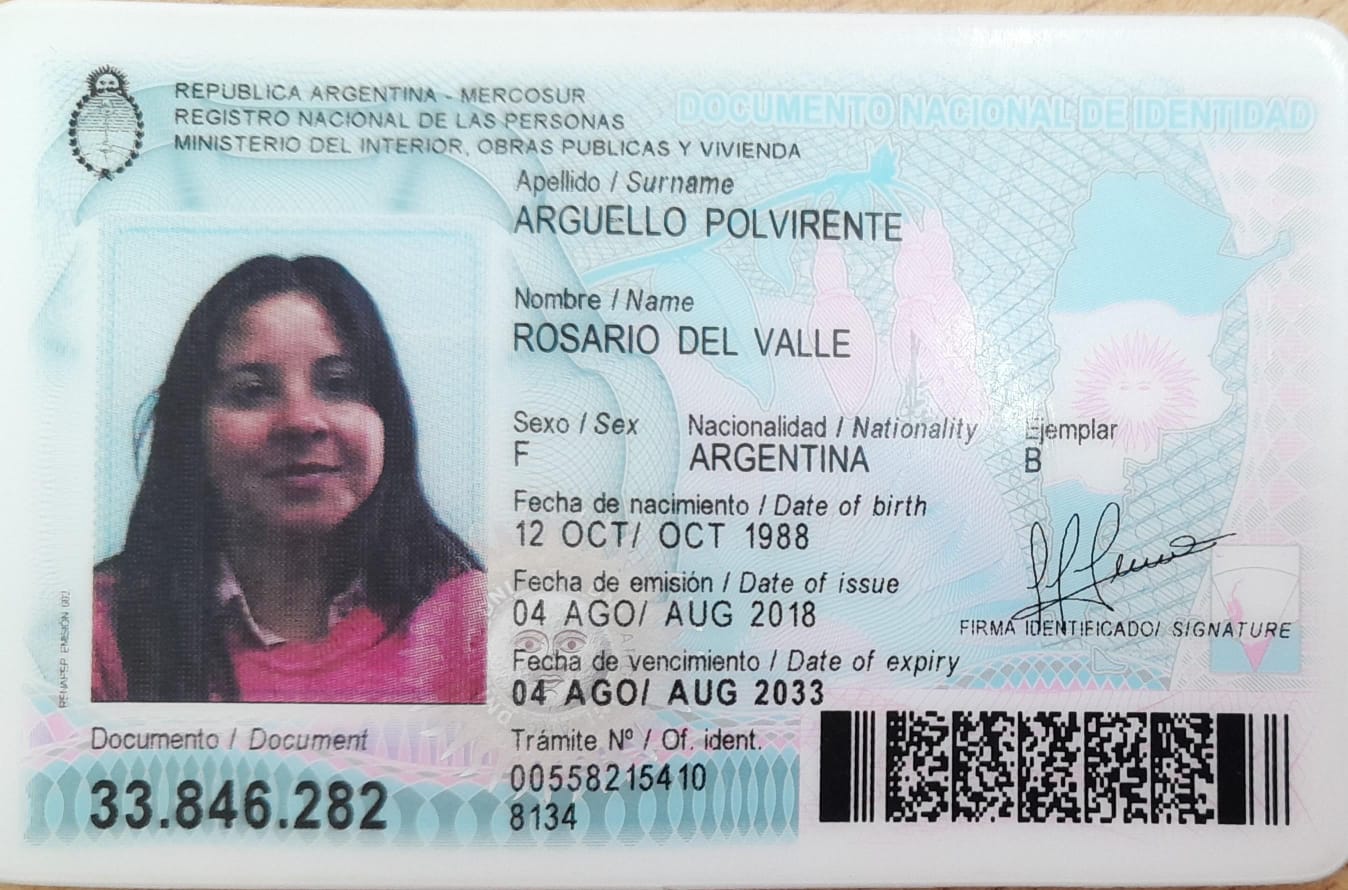 REPUBLICA ARGENTINA - MERCOSUR
REGISTRO NACIONAL DE LAS PERSONAS
MINISTERIO DEL INTERIOR, OBRAS PUBLICAS Y VIVIENDA
DOCUMENTO NACIONAL DE IDENTIDAD
Apellido / Surname
ARGUELLO POLVIRENTE
Nombre / Name
ROSARIO DEL VALLE
Sexo / Sex Nacionalidad / Nationality Ejemplar
F ARGENTINA B
Fecha de nacimiento / Date of birth
12 OCT/ OCT 1988
Fecha de emisión / Date of issue
04 AGO/ AUG 2018
FIRMA IDENTIFICADO/ SIGNATURE
Fecha de vencimiento / Date of expiry
04 AGO/ AUG 2033
Documento / Document
33.846.282
Trámite Nº / Of. ident.
00558215410
8134